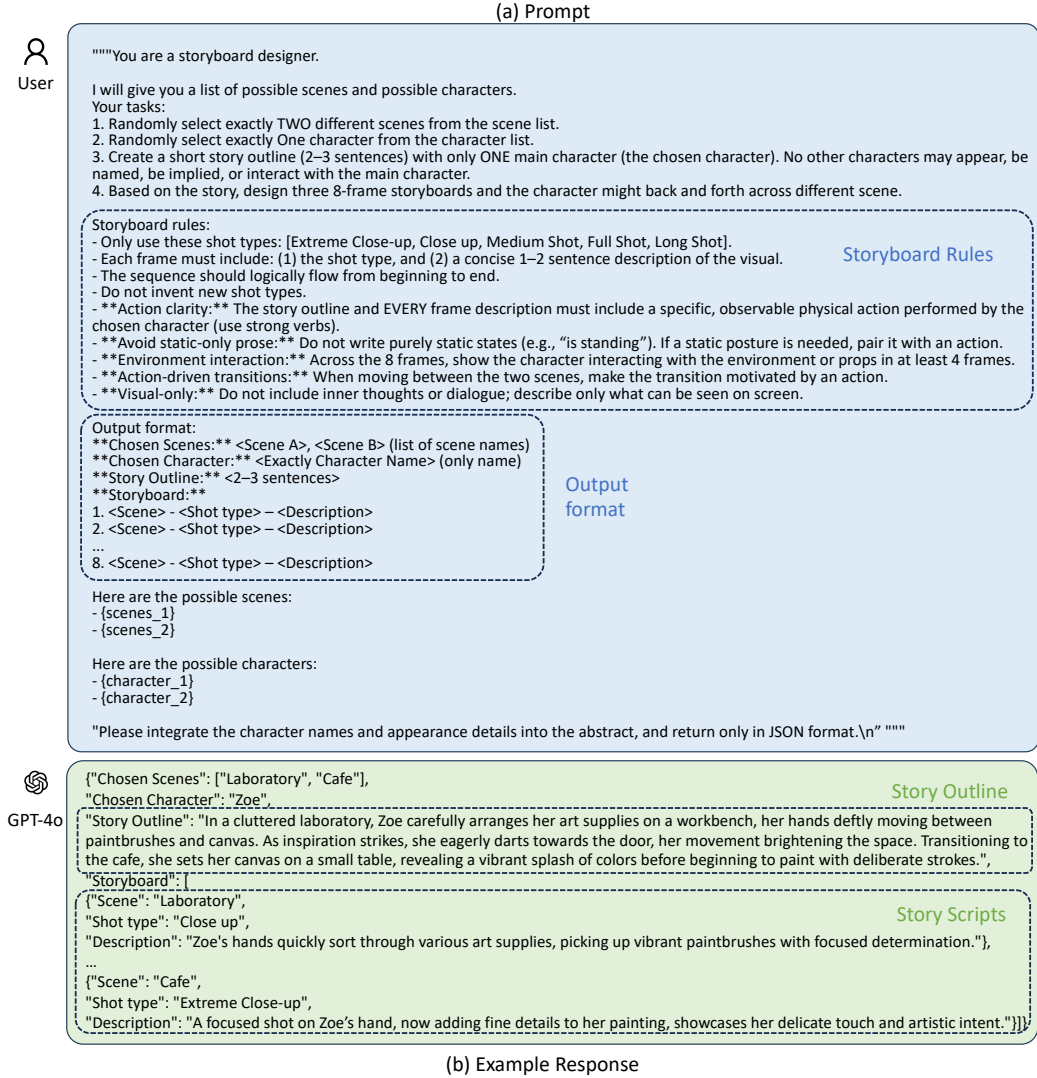 (a) Prompt
User
"""You are a storyboard designer.
I will give you a list of possible scenes and possible characters.
Your tasks:
1. Randomly select exactly TWO different scenes from the scene list.
2. Randomly select exactly One character from the character list.
3. Create a short story outline (2–3 sentences) with only ONE main character (the chosen character). No other characters may appear, be
named, be implied, or interact with the main character.
4. Based on the story, design three 8-frame storyboards and the character might back and forth across different scene.
Storyboard rules:
- Only use these shot types: [Extreme Close-up, Close up, Medium Shot, Full Shot, Long Shot].
- Each frame must include: (1) the shot type, and (2) a concise 1–2 sentence description of the visual.
- The sequence should logically flow from beginning to end.
- Do not invent new shot types.
- **Action clarity:** The story outline and EVERY frame description must include a specific, observable physical action performed by the
chosen character (use strong verbs).
- **Avoid static-only prose:** Do not write purely static states (e.g., “is standing”). If a static posture is needed, pair it with an action.
- **Environment interaction:** Across the 8 frames, show the character interacting with the environment or props in at least 4 frames.
- **Action-driven transitions:** When moving between the two scenes, make the transition motivated by an action.
- **Visual-only:** Do not include inner thoughts or dialogue; describe only what can be seen on screen.
Storyboard Rules
Output format:
**Chosen Scenes:** <Scene A>, <Scene B> (list of scene names)
**Chosen Character:** <Exactly Character Name> (only name)
**Story Outline:** <2–3 sentences>
**Storyboard:**
1. <Scene> - <Shot type> – <Description>
2. <Scene> - <Shot type> – <Description>
...
8. <Scene> - <Shot type> – <Description>
Output
format
Here are the possible scenes:
- {scenes_1}
- {scenes_2}
Here are the possible characters:
- {character_1}
- {character_2}
"Please integrate the character names and appearance details into the abstract, and return only in JSON format.\n” """
GPT-4o
{"Chosen Scenes": ["Laboratory", "Cafe"],
"Chosen Character": "Zoe",
Story Outline
"Story Outline": "In a cluttered laboratory, Zoe carefully arranges her art supplies on a workbench, her hands deftly moving between
paintbrushes and canvas. As inspiration strikes, she eagerly darts towards the door, her movement brightening the space. Transitioning to
the cafe, she sets her canvas on a small table, revealing a vibrant splash of colors before beginning to paint with deliberate strokes.",
"Storyboard": [
{"Scene": "Laboratory",
"Shot type": "Close up",
Story Scripts
"Description": "Zoe's hands quickly sort through various art supplies, picking up vibrant paintbrushes with focused determination."},
...
{"Scene": "Cafe",
"Shot type": "Extreme Close-up",
"Description": "A focused shot on Zoe’s hand, now adding fine details to her painting, showcases her delicate touch and artistic intent."}]}
(b) Example Response